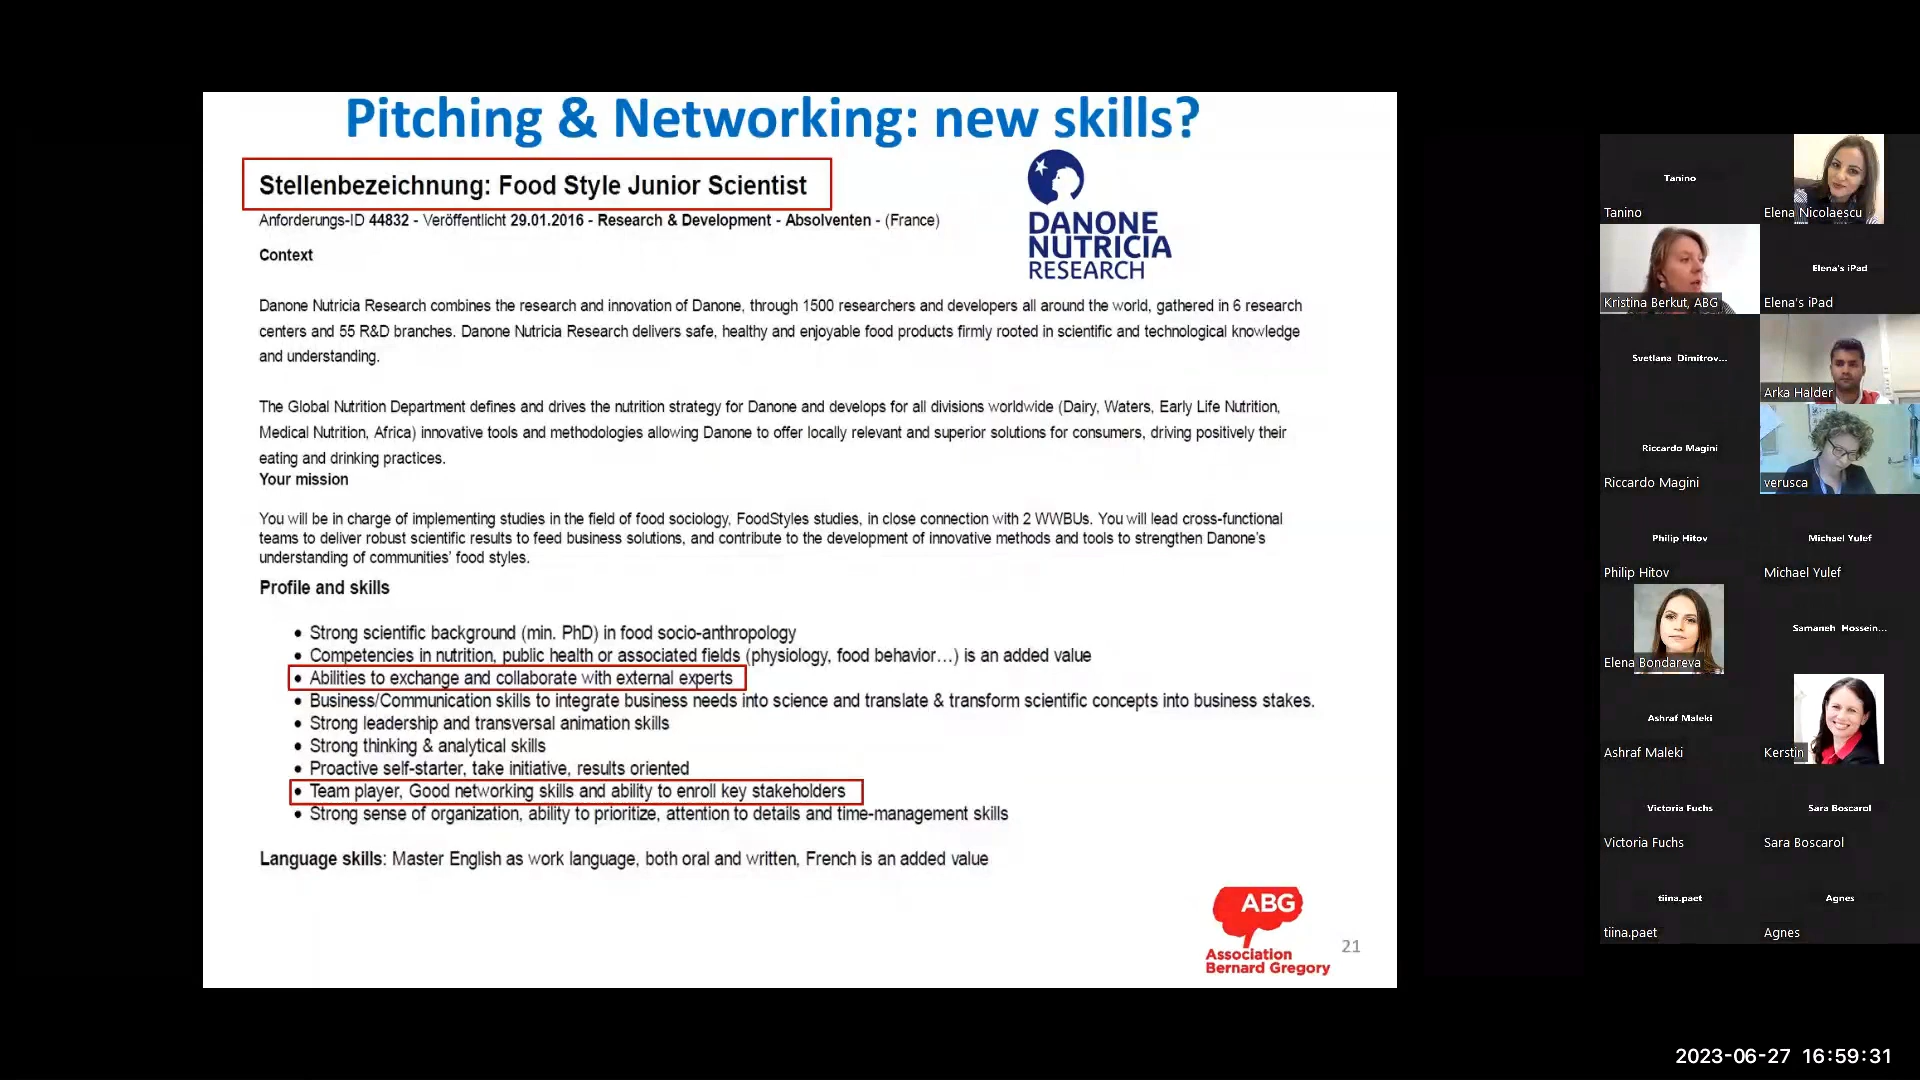 Pitching & Networking: new skills?
Stellenbezeichnung: Food Style Junior Scientist
Anforderungs-ID 44832 - Veröffentlicht 29.01.2016 - Research & Development - Absolventen - (France)
DANONE
NUTRICIA
RESEARCH
Context
Danone Nutricia Research combines the research and innovation of Danone, through 1500 researchers and developers all around the world, gathered in 6 research
centers and 55 R&D branches. Danone Nutricia Research delivers safe, healthy and enjoyable food products firmly rooted in scientific and technological knowledge
and understanding.
The Global Nutrition Department defines and drives the nutrition strategy for Danone and develops for all divisions worldwide (Dairy, Waters, Early Life Nutrition,
Medical Nutrition, Africa) innovative tools and methodologies allowing Danone to offer locally relevant and superior solutions for consumers, driving positively their
eating and drinking practices.
Your mission
You will be in charge of implementing studies in the field of food sociology, FoodStyles studies, in close connection with 2 WWBUs. You will lead cross-functional
teams to deliver robust scientific results to feed business solutions, and contribute to the development of innovative methods and tools to strengthen Danone's
understanding of communities' food styles.
Profile and skills
• Strong scientific background (min. PhD) in food socio-anthropology
• Competencies in nutrition, public health or associated fields (physiology, food behavior…) is an added value
• Abilities to exchange and collaborate with external experts
• Business/Communication skills to integrate business needs into science and translate & transform scientific concepts into business stakes.
• Strong leadership and transversal animation skills
• Strong thinking & analytical skills
• Proactive self-starter, take initiative, results oriented
• Team player, Good networking skills and ability to enroll key stakeholders
• Strong sense of organization, ability to prioritize, attention to details and time-management skills
Language skills: Master English as work language, both oral and written, French is an added value
ABG
Association
Bernard Gregory
21
Tanino
Tanino
Elena Nicolaescu
Kristina Berkut, ABG
Elena's iPad
Elena's iPad
Svetlana Dimitrov...
Arka Halder
Riccardo Magini
Riccardo Magini
verusca
Philip Hitov
Philip Hitov
Michael Yulef
Michael Yulef
Elena Bondareva
Samaneh Hossein...
Ashraf Maleki
Ashraf Maleki
Kerstin
Victoria Fuchs
Victoria Fuchs
Sara Boscarol
Sara Boscarol
tiina.paet
tiina.paet
Agnes
Agnes
2023-06-27 16:59:31